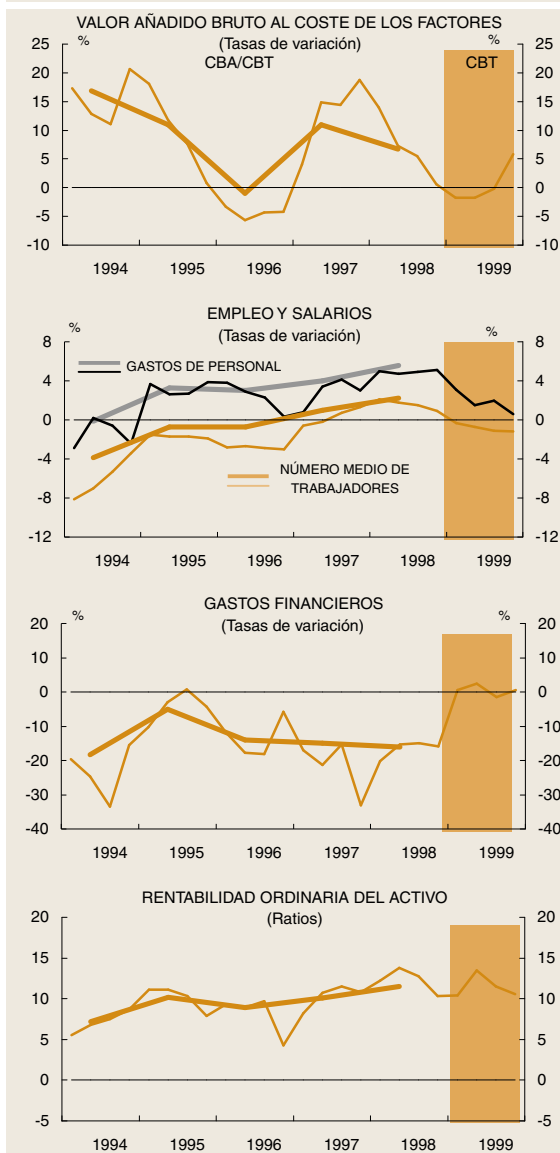 VALOR AÑADIDO BRUTO AL COSTE DE LOS FACTORES
(Tasas de variación)
% %
CBA/CBT CBT
25 25
20 20
15 15
10 10
5 5
0 0
-5 -5
-10 -10
1994 1995 1996 1997 1998 1999
EMPLEO Y SALARIOS
(Tasas de variación)
% %
8 8
GASTOS DE PERSONAL
4 4
0 0
-4 -4
NÚMERO MEDIO DE
TRABAJADORES
-8 -8
-12 -12
1994 1995 1996 1997 1998 1999
GASTOS FINANCIEROS
(Tasas de variación)
% %
20 20
10 10
0 0
-10 -10
-20 -20
-30 -30
-40 -40
1994 1995 1996 1997 1998 1999
RENTABILIDAD ORDINARIA DEL ACTIVO
(Ratios)
20 20
15 15
10 10
5 5
0 0
-5 -5
1994 1995 1996 1997 1998 1999